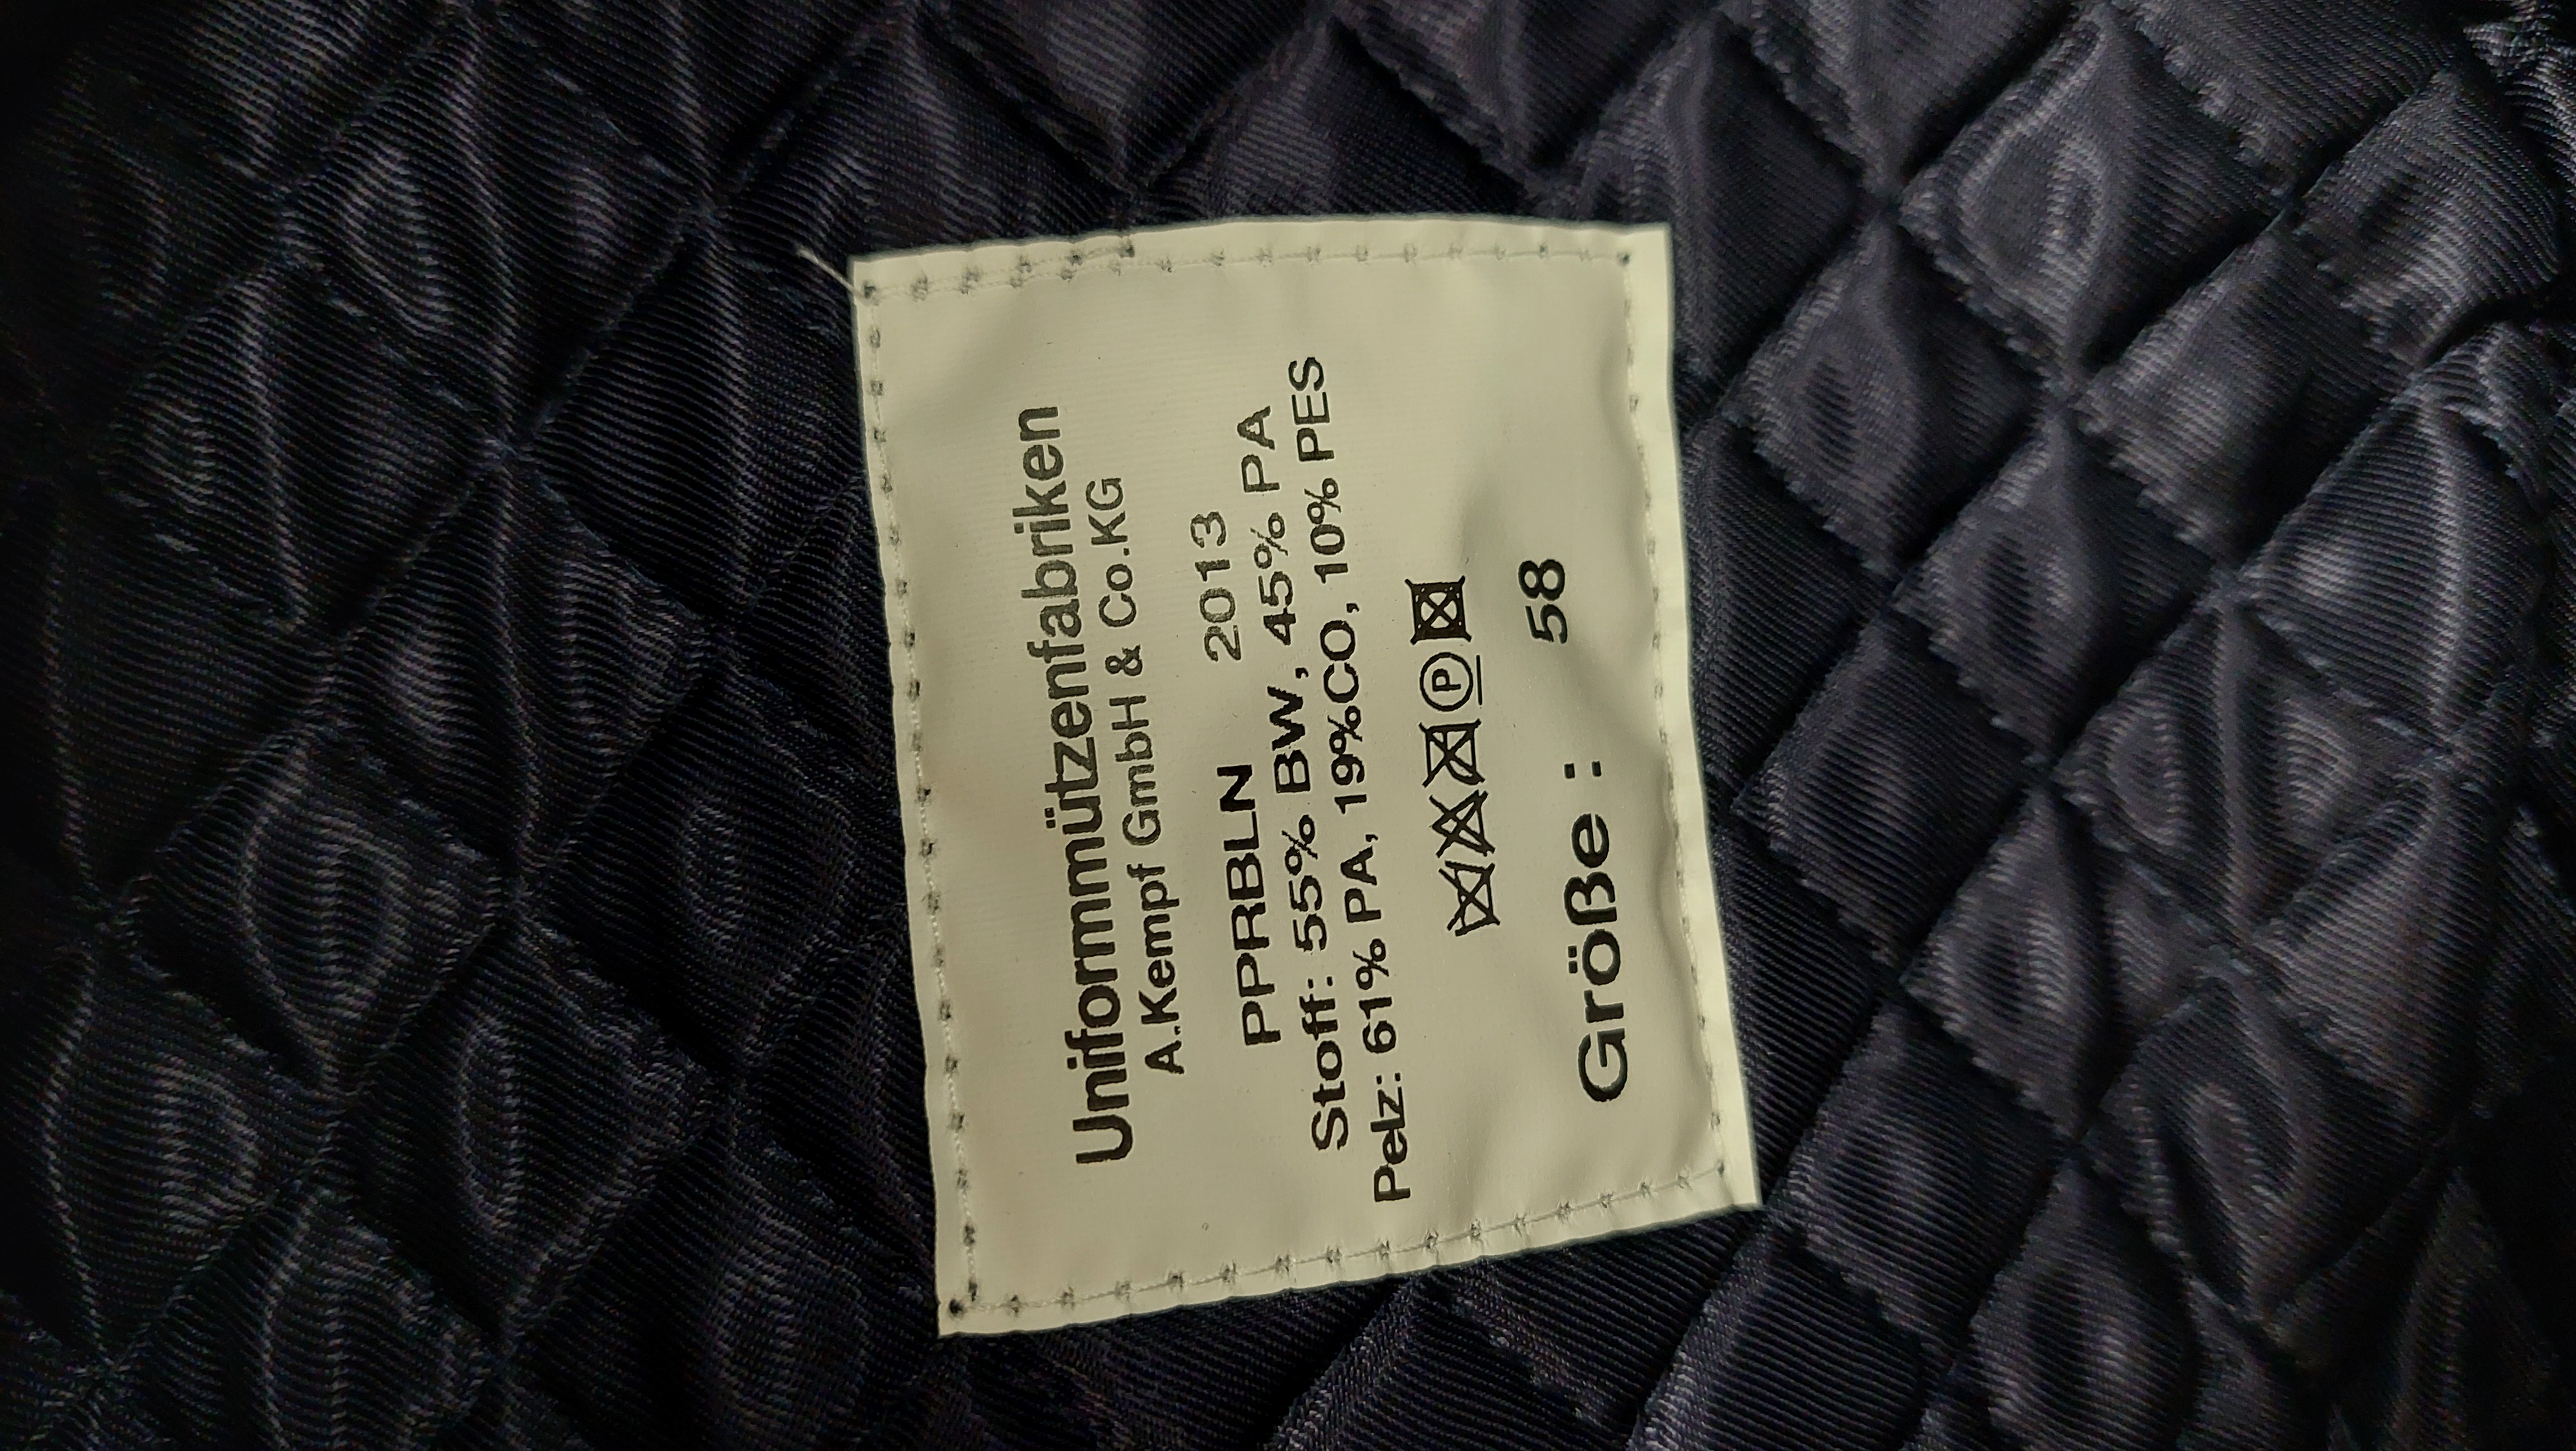 Uniformmützenfabriken
A.Kempf GmbH & Co.KG
PPRBLN 2013
Stoff: 55% BW, 45% PA
Pelz: 61% PA, 19%CO, 10% PES
P
Größe : 58